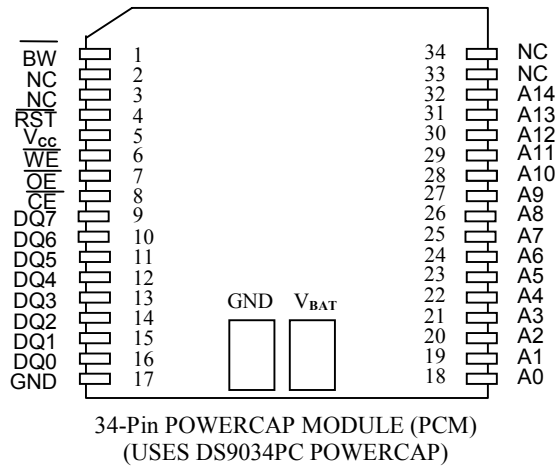 BW 1 34 NC
NC 2 33 NC
NC 3 32 A14
RST 4 31 A13
Vcc 5 30 A12
WE 6 29 A11
OE 7 28 A10
CE 8 27 A9
DQ7 9 26 A8
DQ6 10 25 A7
DQ5 11 24 A6
DQ4 12 23 A5
DQ3 13 22 A4
DQ2 14 21 A3
DQ1 15 20 A2
DQ0 16 19 A1
GND 17 18 A0
GND VBAT
34-Pin POWERCAP MODULE (PCM)
(USES DS9034PC POWERCAP)